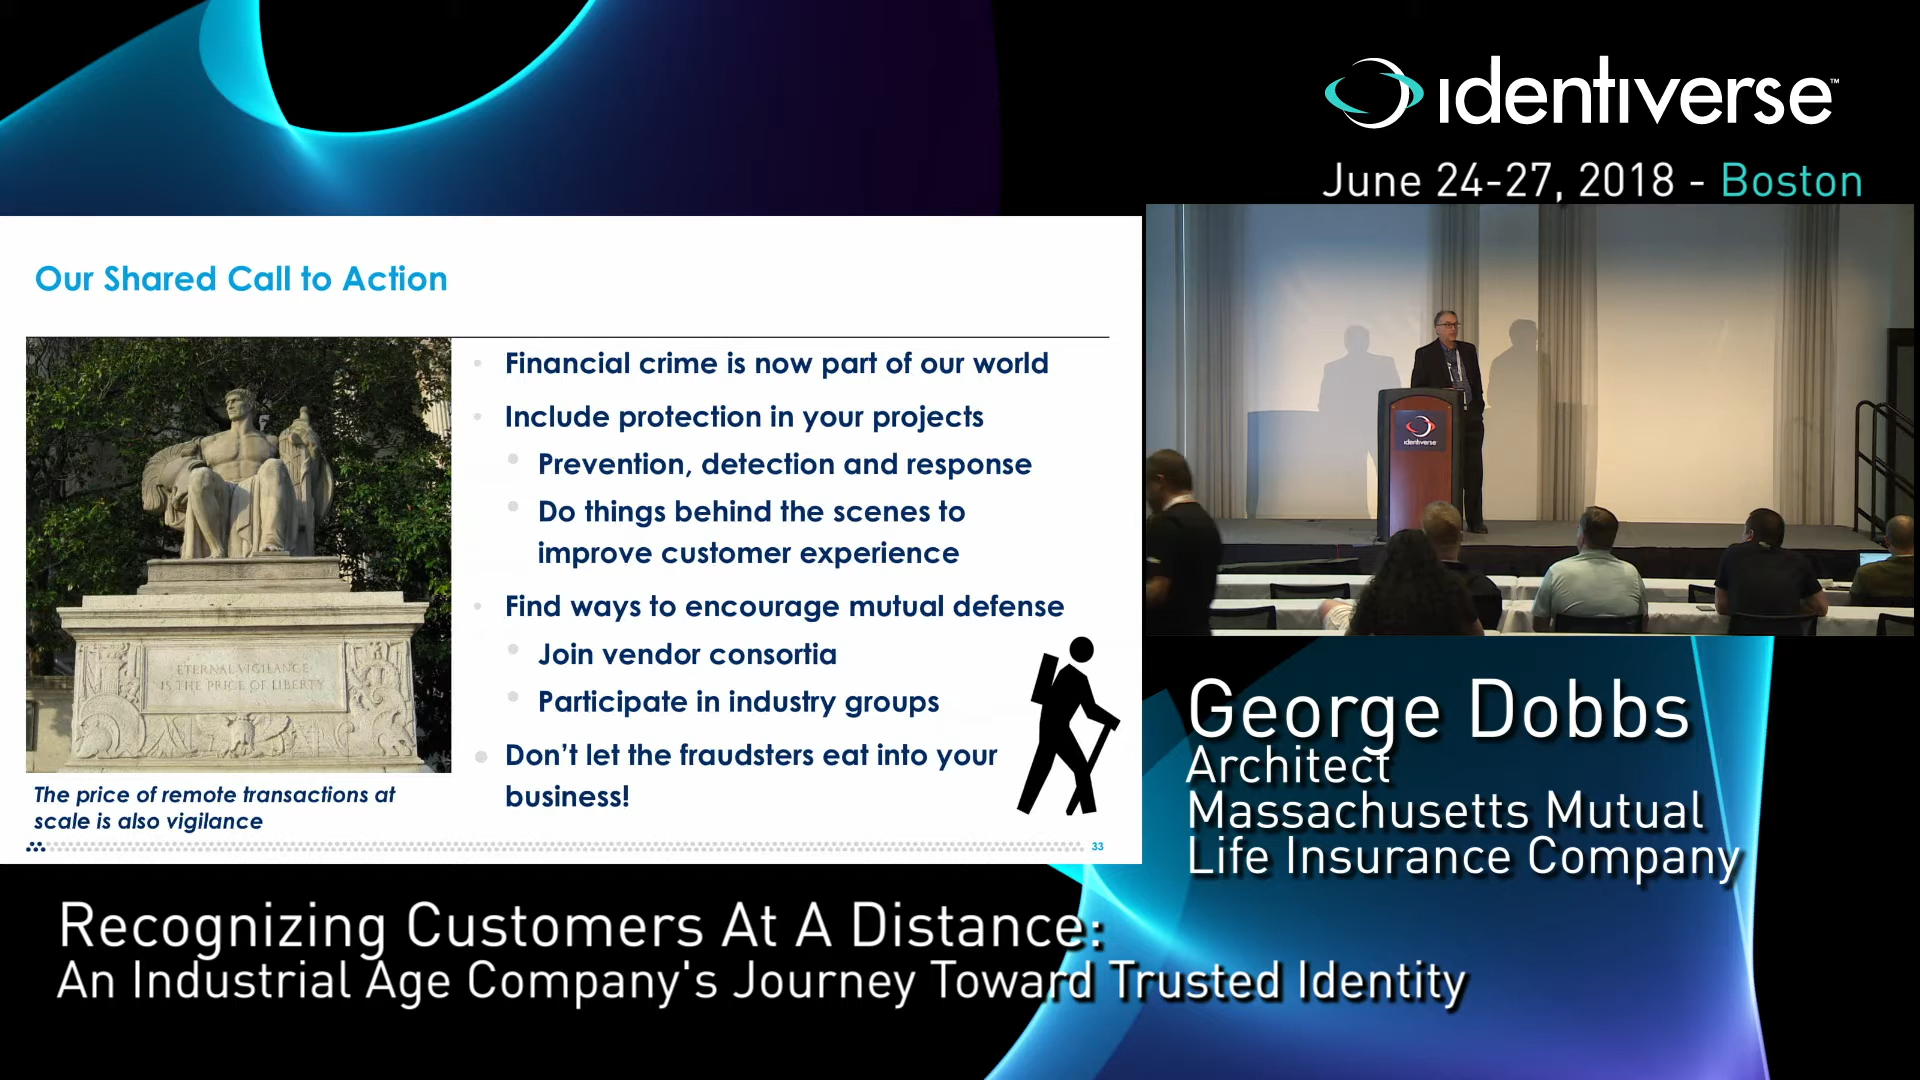 identiverse™
June 24-27, 2018 - Boston
Our Shared Call to Action
Financial crime is now part of our world
Include protection in your projects
Prevention, detection and response
Do things behind the scenes to
improve customer experience
Find ways to encourage mutual defense
Join vendor consortia
Participate in industry groups
Don't let the fraudsters eat into your
business!
ETERNAL VIGILANCE
IS THE PRICE OF LIBERTY
The price of remote transactions at
scale is also vigilance
33
identiverse
George Dobbs
Architect
Massachusetts Mutual
Life Insurance Company
Recognizing Customers At A Distance:
An Industrial Age Company's Journey Toward Trusted Identity